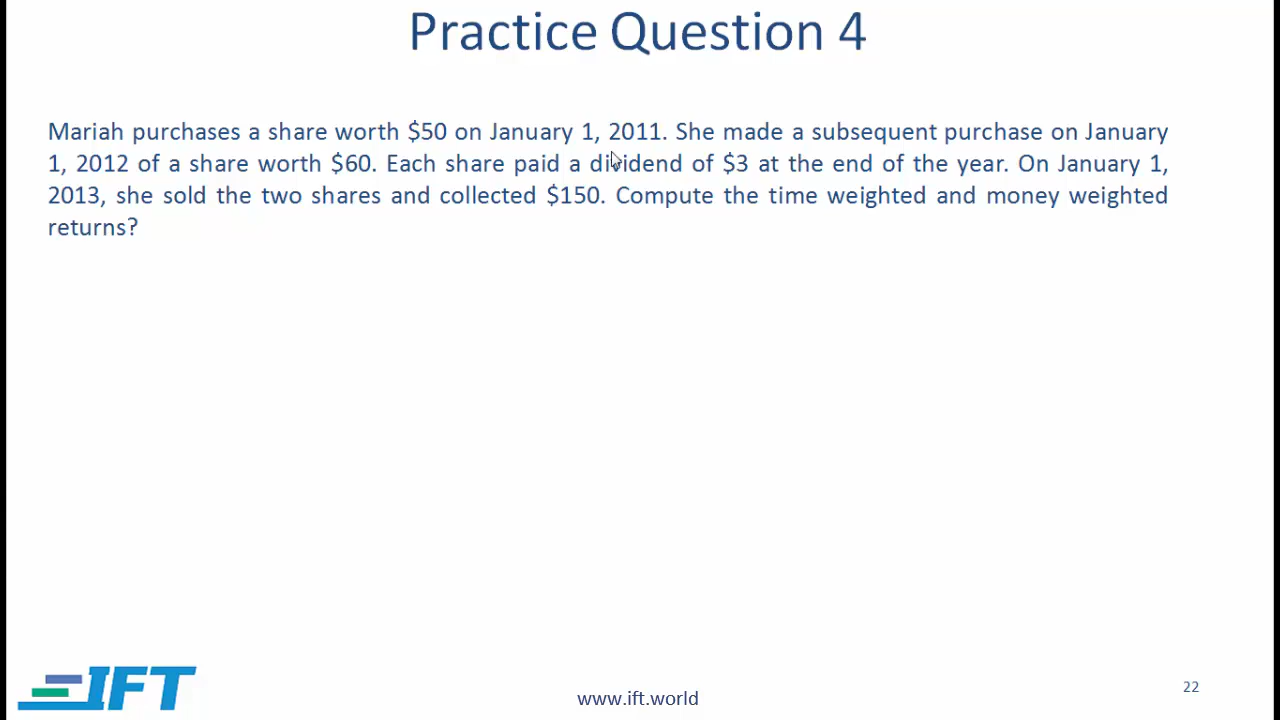 Practice Question 4
Mariah purchases a share worth $50 on January 1, 2011. She made a subsequent purchase on January
1, 2012 of a share worth $60. Each share paid a dividend of $3 at the end of the year. On January 1,
2013, she sold the two shares and collected $150. Compute the time weighted and money weighted
returns?
IFT
www.ift.world
22